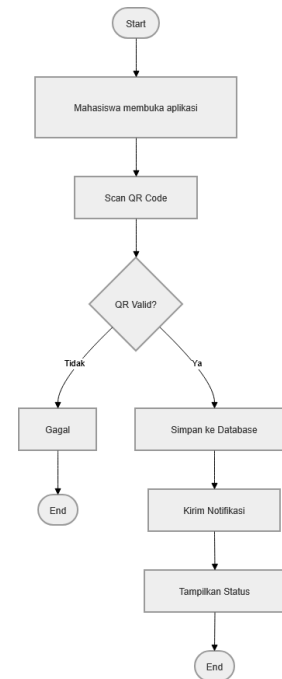 Start
Mahasiswa membuka aplikasi
Scan QR Code
QR Valid?
Tidak
Ya
Gagal
Simpan ke Database
End
Kirim Notifikasi
Tampilkan Status
End